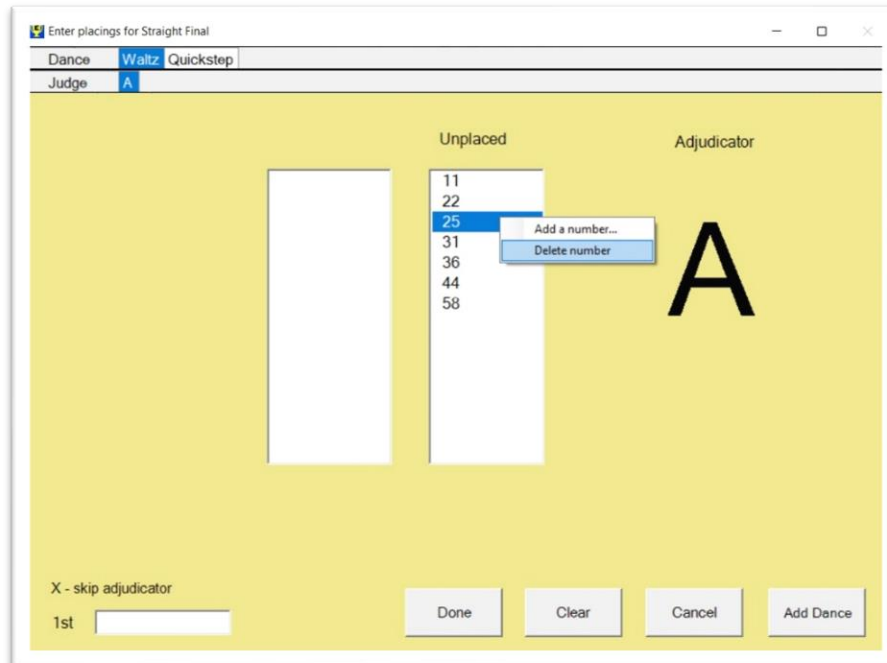 Enter placings for Straight Final
Dance Waltz Quickstep
Judge A
Unplaced
Adjudicator
11
22
25
31
36
44
58
Add a number...
Delete number
A
X - skip adjudicator
1st
Done Clear Cancel Add Dance